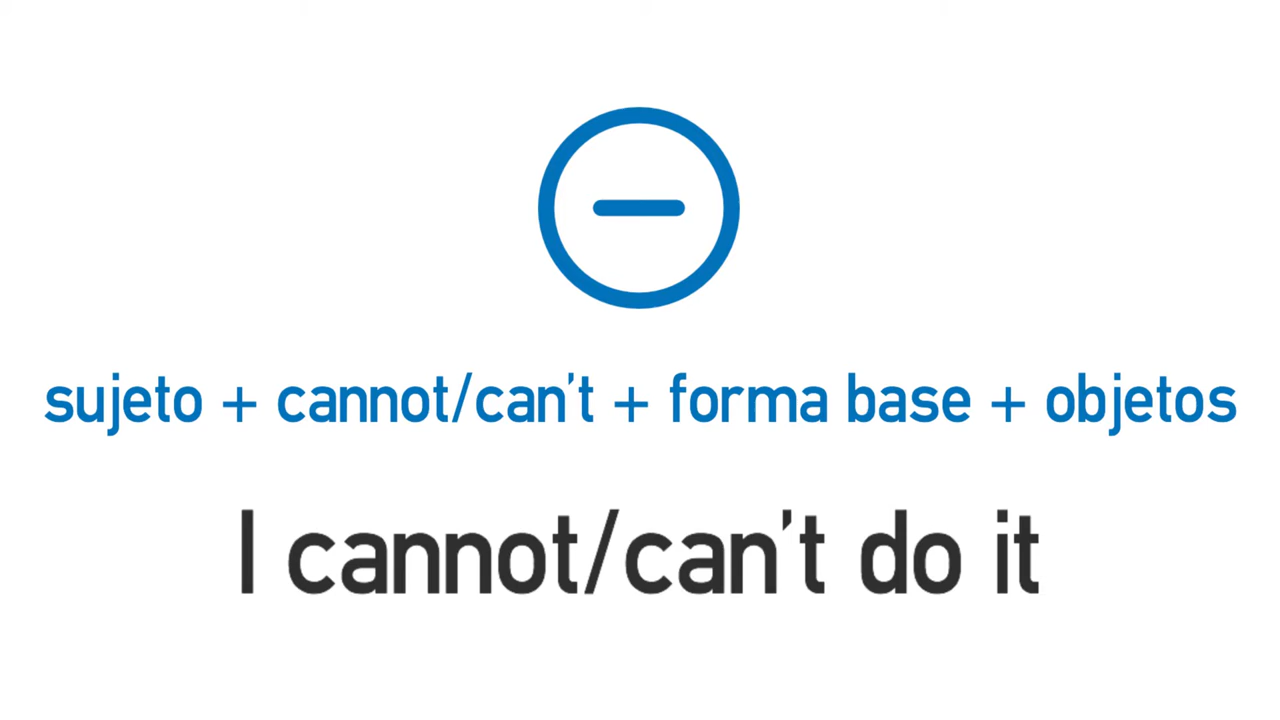 sujeto + cannot/can't + forma base + objetos
I cannot/can't do it